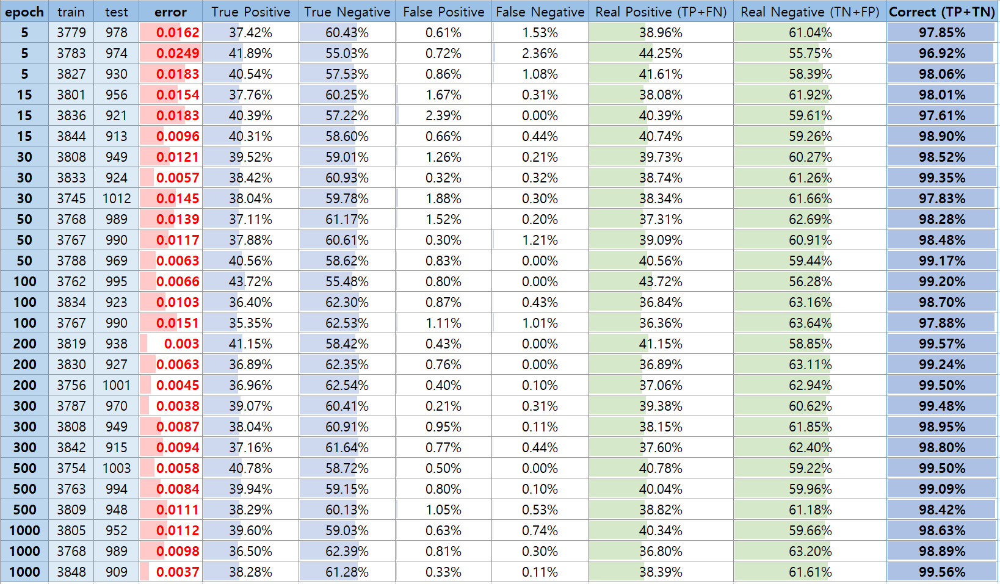 epoch train test error True Positive True Negative False Positive False Negative Real Positive (TP+FN) Real Negative (TN+FP) Correct (TP+TN)
5 3779 978 0.0162 37.42% 60.43% 0.61% 1.53% 38.96% 61.04% 97.85%
5 3783 974 0.0249 41.89% 55.03% 0.72% 2.36% 44.25% 55.75% 96.92%
5 3827 930 0.0183 40.54% 57.53% 0.86% 1.08% 41.61% 58.39% 98.06%
15 3801 956 0.0154 37.76% 60.25% 1.67% 0.31% 38.08% 61.92% 98.01%
15 3836 921 0.0183 40.39% 57.22% 2.39% 0.00% 40.39% 59.61% 97.61%
15 3844 913 0.0096 40.31% 58.60% 0.66% 0.44% 40.74% 59.26% 98.90%
30 3808 949 0.0121 39.52% 59.01% 1.26% 0.21% 39.73% 60.27% 98.52%
30 3833 924 0.0057 38.42% 60.93% 0.32% 0.32% 38.74% 61.26% 99.35%
30 3745 1012 0.0145 38.04% 59.78% 1.88% 0.30% 38.34% 61.66% 97.83%
50 3768 989 0.0139 37.11% 61.17% 1.52% 0.20% 37.31% 62.69% 98.28%
50 3767 990 0.0117 37.88% 60.61% 0.30% 1.21% 39.09% 60.91% 98.48%
50 3788 969 0.0063 40.56% 58.62% 0.83% 0.00% 40.56% 59.44% 99.17%
100 3762 995 0.0066 43.72% 55.48% 0.80% 0.00% 43.72% 56.28% 99.20%
100 3834 923 0.0103 36.40% 62.30% 0.87% 0.43% 36.84% 63.16% 98.70%
100 3767 990 0.0151 35.35% 62.53% 1.11% 1.01% 36.36% 63.64% 97.88%
200 3819 938 0.003 41.15% 58.42% 0.43% 0.00% 41.15% 58.85% 99.57%
200 3830 927 0.0063 36.89% 62.35% 0.76% 0.00% 36.89% 63.11% 99.24%
200 3756 1001 0.0045 36.96% 62.54% 0.40% 0.10% 37.06% 62.94% 99.50%
300 3787 970 0.0038 39.07% 60.41% 0.21% 0.31% 39.38% 60.62% 99.48%
300 3808 949 0.0087 38.04% 60.91% 0.95% 0.11% 38.15% 61.85% 98.95%
300 3842 915 0.0094 37.16% 61.64% 0.77% 0.44% 37.60% 62.40% 98.80%
500 3754 1003 0.0058 40.78% 58.72% 0.50% 0.00% 40.78% 59.22% 99.50%
500 3763 994 0.0084 39.94% 59.15% 0.80% 0.10% 40.04% 59.96% 99.09%
500 3809 948 0.0111 38.29% 60.13% 1.05% 0.53% 38.82% 61.18% 98.42%
1000 3805 952 0.0112 39.60% 59.03% 0.63% 0.74% 40.34% 59.66% 98.63%
1000 3768 989 0.0098 36.50% 62.39% 0.81% 0.30% 36.80% 63.20% 98.89%
1000 3848 909 0.0037 38.28% 61.28% 0.33% 0.11% 38.39% 61.61% 99.56%